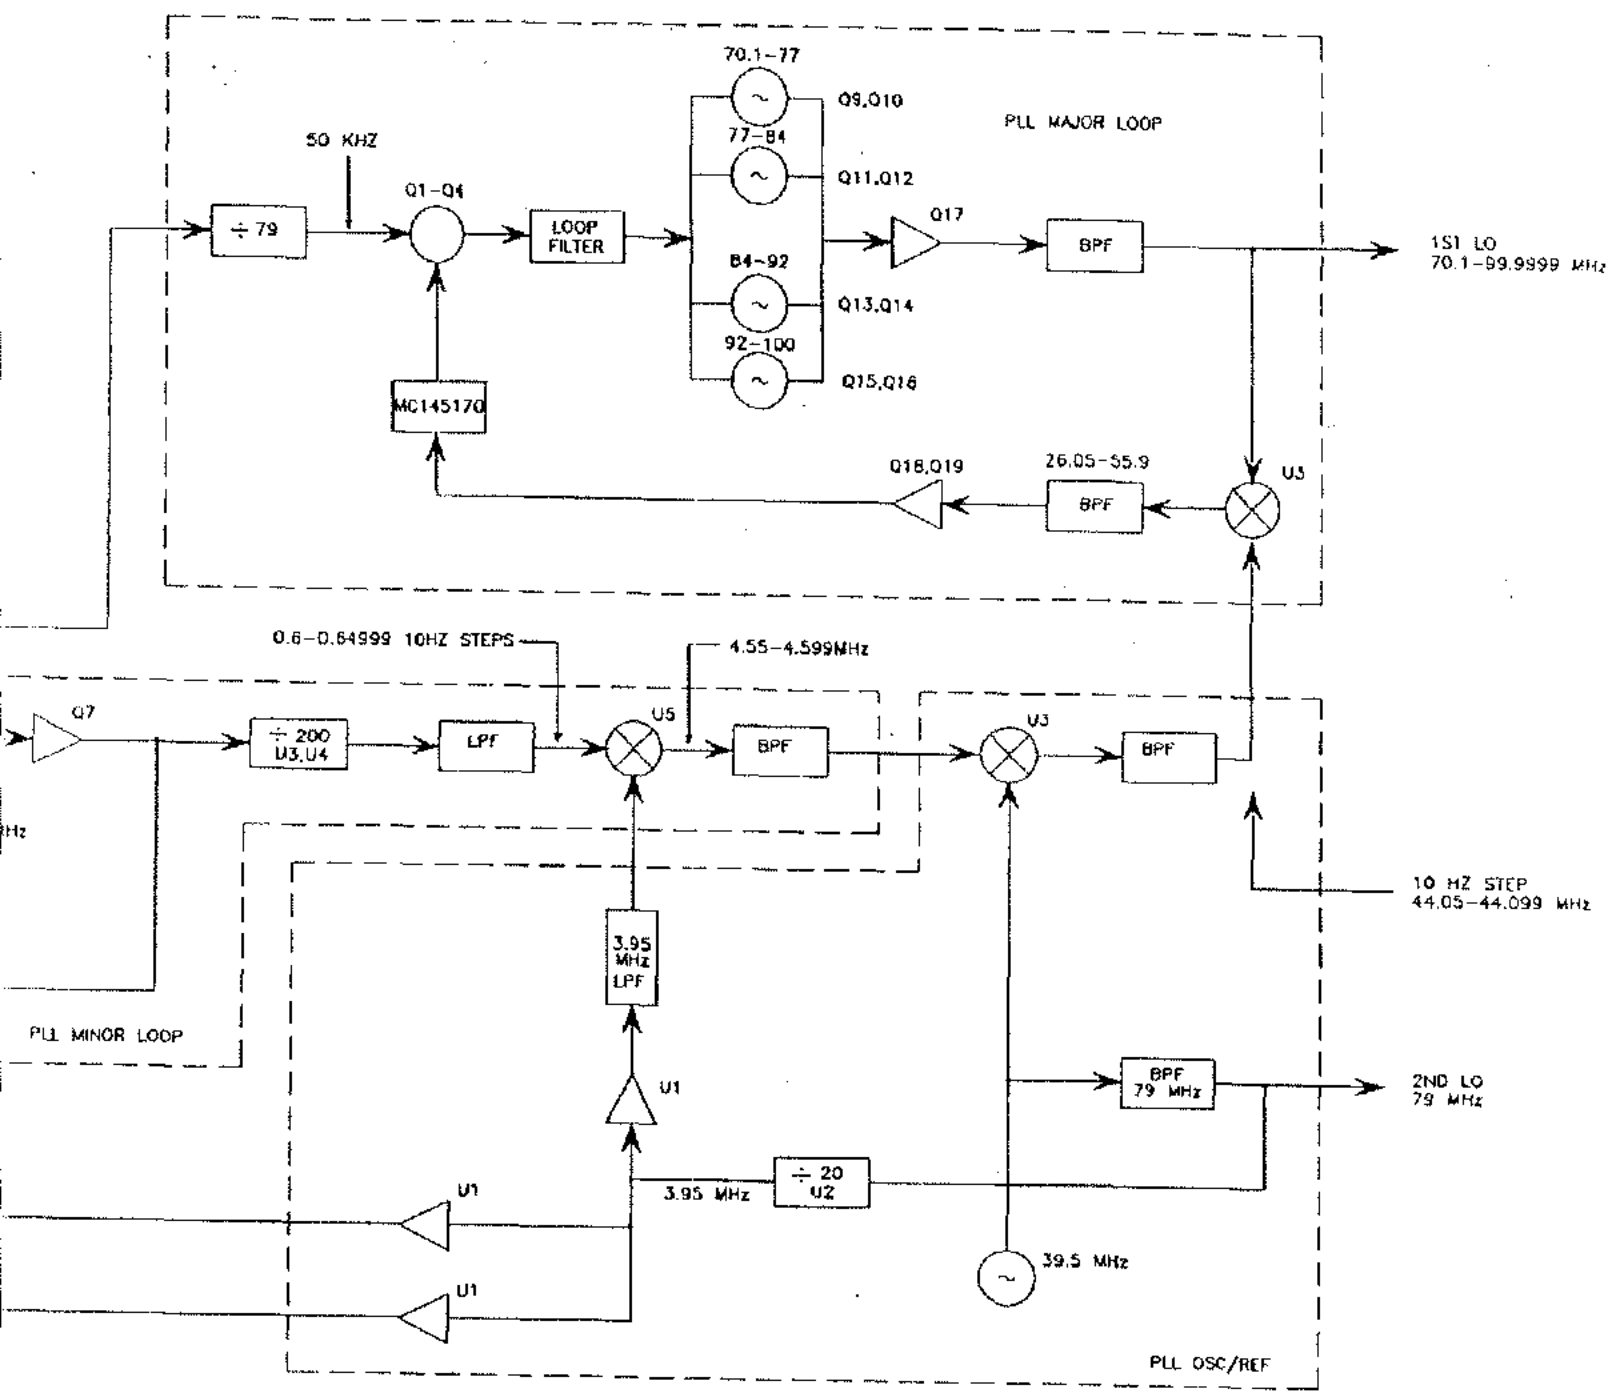 70.1-77
Q9,Q10
PLL MAJOR LOOP
77-84
50 KHZ
Q1-Q4
Q11,Q12
÷ 79
LOOP
FILTER
Q17
BPF
1ST LO
70.1-99.9999 MHz
84-92
Q13,Q14
92-100
Q15,Q16
MC145170
Q18,Q19
26.05-55.9
BPF
U3
0.6-0.64999 10HZ STEPS
4.55-4.599MHz
Q7
÷ 200
U3,U4
LPF
U5
BPF
U3
BPF
Hz
10 HZ STEP
44.05-44.099 MHz
3.95
MHz
LPF
PLL MINOR LOOP
U1
BPF
79 MHz
2ND LO
79 MHz
÷ 20
U2
3.95 MHz
U1
39.5 MHz
U1
PLL OSC/REF